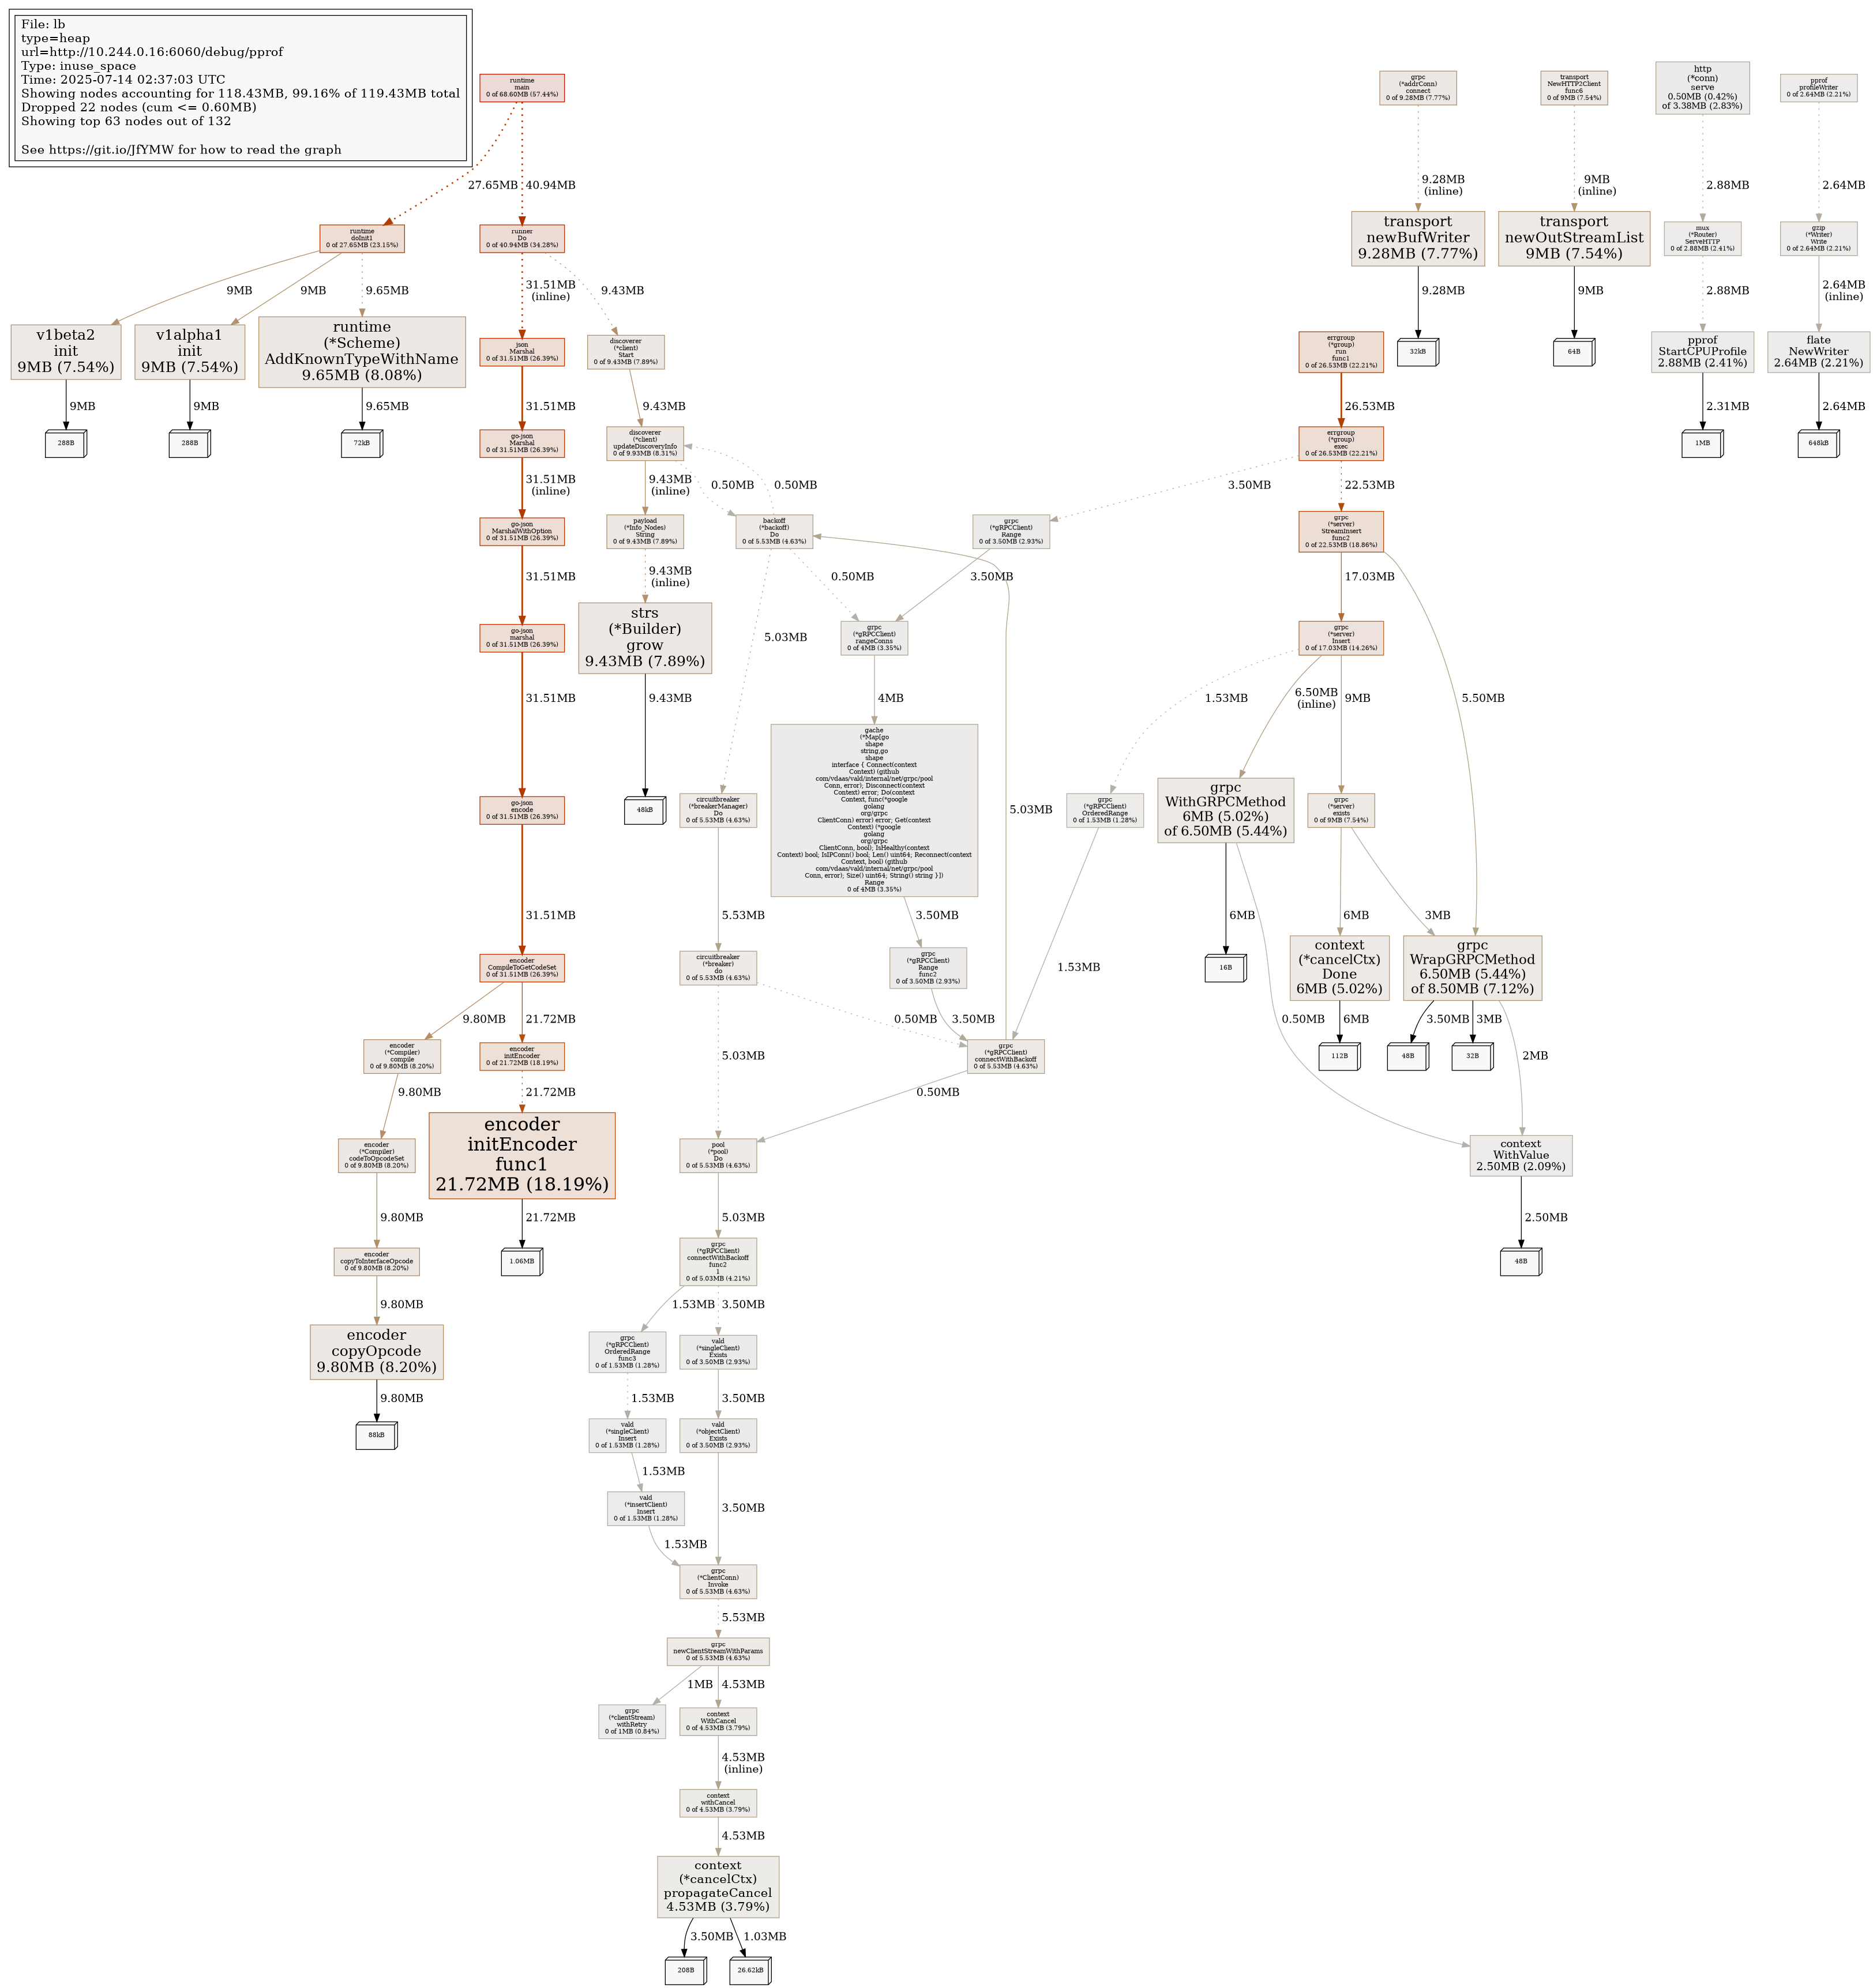 File: lb
type=heap
url=http://10.244.0.16:6060/debug/pprof
Type: inuse_space
Time: 2025-07-14 02:37:03 UTC
Showing nodes accounting for 118.43MB, 99.16% of 119.43MB total
Dropped 22 nodes (cum <= 0.60MB)
Showing top 63 nodes out of 132
See https://git.io/JfYMW for how to read the graph
runtime
main
0 of 68.60MB (57.44%)
grpc
(*addrConn)
connect
0 of 9.28MB (7.77%)
transport
NewHTTP2Client
func6
0 of 9MB (7.54%)
http
(*conn)
serve
0.50MB (0.42%)
of 3.38MB (2.83%)
pprof
profileWriter
0 of 2.64MB (2.21%)
27.65MB
40.94MB
9.28MB
(inline)
9MB
(inline)
2.88MB
2.64MB
runtime
doInit1
0 of 27.65MB (23.15%)
runner
Do
0 of 40.94MB (34.28%)
transport
newBufWriter
9.28MB (7.77%)
transport
newOutStreamList
9MB (7.54%)
mux
(*Router)
ServeHTTP
0 of 2.88MB (2.41%)
gzip
(*Writer)
Write
0 of 2.64MB (2.21%)
9MB
9MB
9.65MB
31.51MB
(inline)
9.43MB
9.28MB
9MB
2.88MB
2.64MB
(inline)
v1beta2
init
9MB (7.54%)
v1alpha1
init
9MB (7.54%)
runtime
(*Scheme)
AddKnownTypeWithName
9.65MB (8.08%)
json
Marshal
0 of 31.51MB (26.39%)
discoverer
(*client)
Start
0 of 9.43MB (7.89%)
errgroup
(*group)
run
func1
0 of 26.53MB (22.21%)
32kB
64B
pprof
StartCPUProfile
2.88MB (2.41%)
flate
NewWriter
2.64MB (2.21%)
9MB
9MB
9.65MB
31.51MB
9.43MB
26.53MB
2.31MB
2.64MB
288B
288B
72kB
go-json
Marshal
0 of 31.51MB (26.39%)
discoverer
(*client)
updateDiscoveryInfo
0 of 9.93MB (8.31%)
errgroup
(*group)
exec
0 of 26.53MB (22.21%)
1MB
648kB
31.51MB
(inline)
9.43MB
(inline)
0.50MB
0.50MB
3.50MB
22.53MB
go-json
MarshalWithOption
0 of 31.51MB (26.39%)
payload
(*Info_Nodes)
String
0 of 9.43MB (7.89%)
backoff
(*backoff)
Do
0 of 5.53MB (4.63%)
grpc
(*gRPCClient)
Range
0 of 3.50MB (2.93%)
grpc
(*server)
StreamInsert
func2
0 of 22.53MB (18.86%)
31.51MB
9.43MB
(inline)
0.50MB
3.50MB
17.03MB
go-json
marshal
0 of 31.51MB (26.39%)
strs
(*Builder)
grow
9.43MB (7.89%)
5.03MB
grpc
(*gRPCClient)
rangeConns
0 of 4MB (3.35%)
grpc
(*server)
Insert
0 of 17.03MB (14.26%)
31.51MB
9.43MB
4MB
1.53MB
6.50MB
(inline)
9MB
5.50MB
go-json
encode
0 of 31.51MB (26.39%)
48kB
circuitbreaker
(*breakerManager)
Do
0 of 5.53MB (4.63%)
gache
(*Map[go
shape
string,go
shape
interface { Connect(context
Context) (github
com/vdaas/vald/internal/net/grpc/pool
Conn, error); Disconnect(context
Context) error; Do(context
Context, func(*google
golang
org/grpc
ClientConn) error) error; Get(context
Context) (*google
golang
org/grpc
ClientConn, bool); IsHealthy(context
Context) bool; IsIPConn() bool; Len() uint64; Reconnect(context
Context, bool) (github
com/vdaas/vald/internal/net/grpc/pool
Conn, error); Size() uint64; String() string }])
Range
0 of 4MB (3.35%)
5.03MB
grpc
(*gRPCClient)
OrderedRange
0 of 1.53MB (1.28%)
grpc
WithGRPCMethod
6MB (5.02%)
of 6.50MB (5.44%)
grpc
(*server)
exists
0 of 9MB (7.54%)
31.51MB
5.53MB
3.50MB
6MB
6MB
3MB
encoder
CompileToGetCodeSet
0 of 31.51MB (26.39%)
circuitbreaker
(*breaker)
do
0 of 5.53MB (4.63%)
grpc
(*gRPCClient)
Range
func2
0 of 3.50MB (2.93%)
1.53MB
16B
context
(*cancelCtx)
Done
6MB (5.02%)
grpc
WrapGRPCMethod
6.50MB (5.44%)
of 8.50MB (7.12%)
9.80MB
21.72MB
0.50MB
3.50MB
0.50MB
6MB
3.50MB
3MB
encoder
(*Compiler)
compile
0 of 9.80MB (8.20%)
encoder
initEncoder
0 of 21.72MB (18.19%)
5.03MB
grpc
(*gRPCClient)
connectWithBackoff
0 of 5.53MB (4.63%)
112B
48B
32B
2MB
9.80MB
21.72MB
0.50MB
encoder
(*Compiler)
codeToOpcodeSet
0 of 9.80MB (8.20%)
encoder
initEncoder
func1
21.72MB (18.19%)
pool
(*pool)
Do
0 of 5.53MB (4.63%)
context
WithValue
2.50MB (2.09%)
9.80MB
21.72MB
5.03MB
2.50MB
encoder
copyToInterfaceOpcode
0 of 9.80MB (8.20%)
1.06MB
grpc
(*gRPCClient)
connectWithBackoff
func2
1
0 of 5.03MB (4.21%)
48B
9.80MB
1.53MB
3.50MB
encoder
copyOpcode
9.80MB (8.20%)
grpc
(*gRPCClient)
OrderedRange
func3
0 of 1.53MB (1.28%)
vald
(*singleClient)
Exists
0 of 3.50MB (2.93%)
9.80MB
1.53MB
3.50MB
88kB
vald
(*singleClient)
Insert
0 of 1.53MB (1.28%)
vald
(*objectClient)
Exists
0 of 3.50MB (2.93%)
1.53MB
3.50MB
vald
(*insertClient)
Insert
0 of 1.53MB (1.28%)
1.53MB
grpc
(*ClientConn)
Invoke
0 of 5.53MB (4.63%)
5.53MB
grpc
newClientStreamWithParams
0 of 5.53MB (4.63%)
1MB
4.53MB
grpc
(*clientStream)
withRetry
0 of 1MB (0.84%)
context
WithCancel
0 of 4.53MB (3.79%)
4.53MB
(inline)
context
withCancel
0 of 4.53MB (3.79%)
4.53MB
context
(*cancelCtx)
propagateCancel
4.53MB (3.79%)
3.50MB
1.03MB
208B
26.62kB